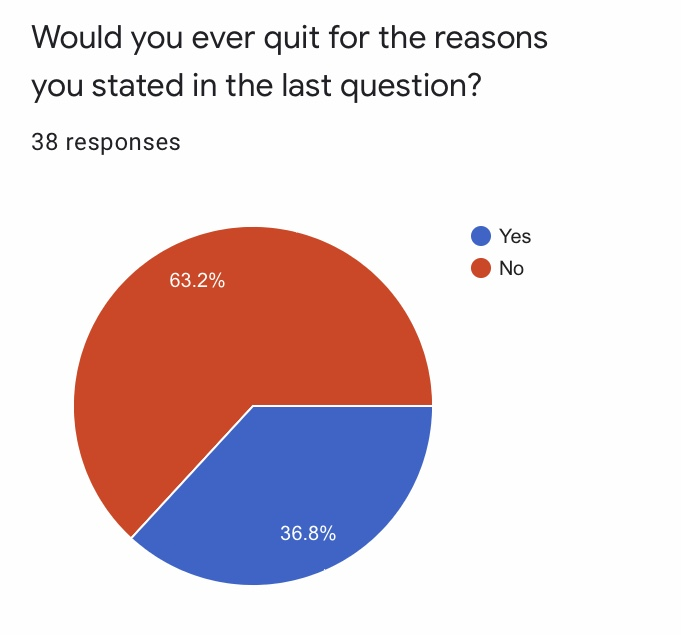 Would you ever quit for the reasons
you stated in the last question?
38 responses
Yes
No
63.2%
36.8%